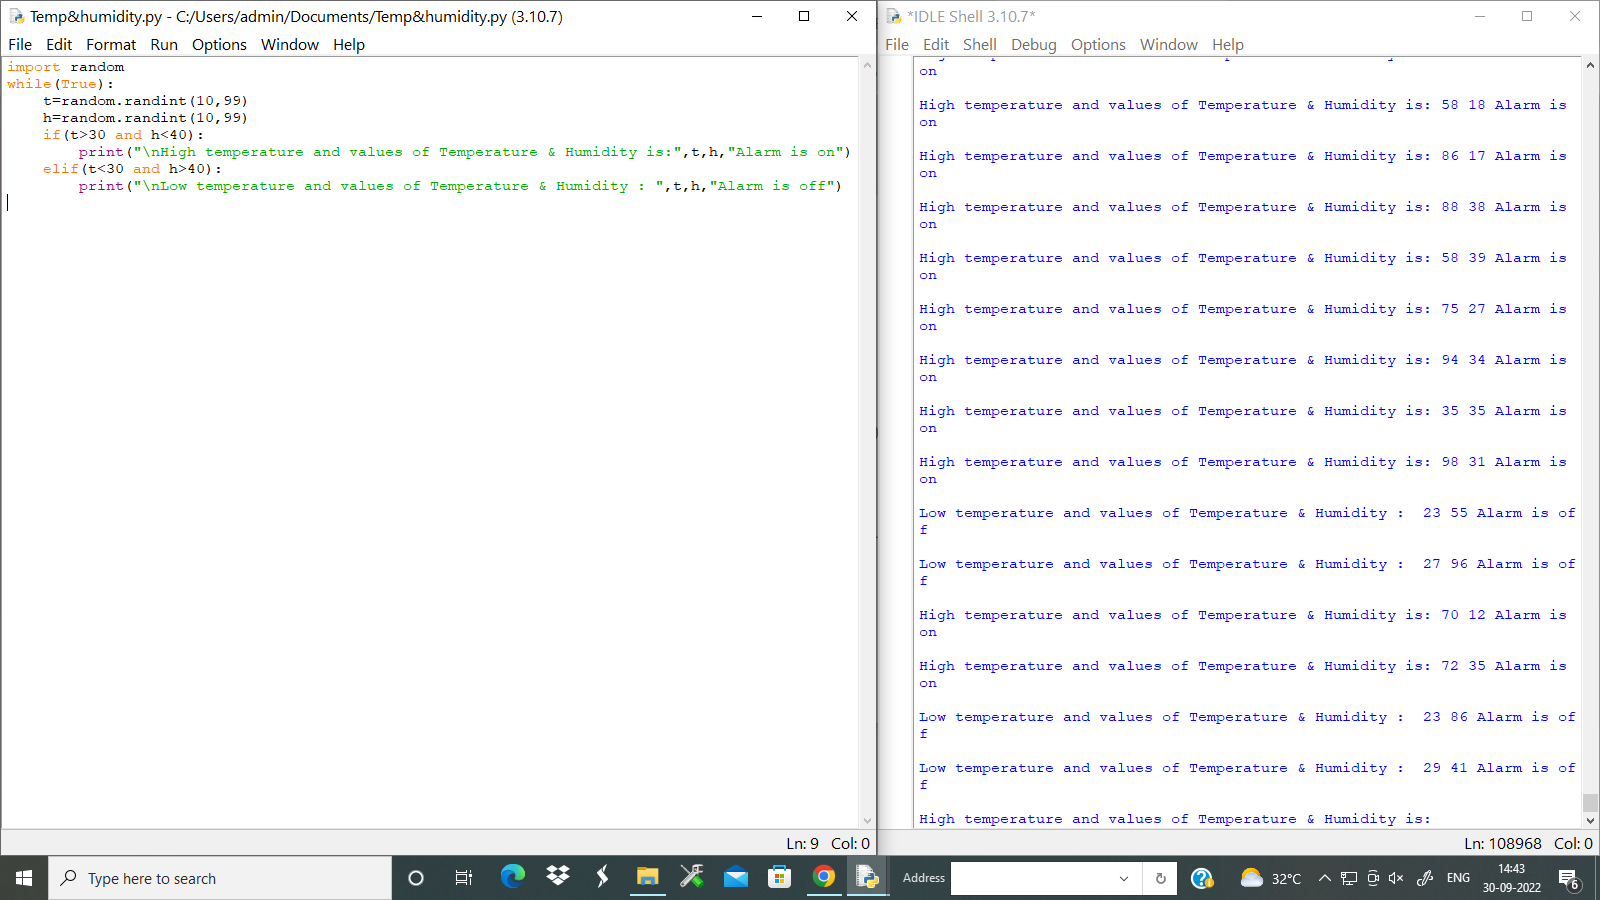 Temp&humidity.py - C:/Users/admin/Documents/Temp&humidity.py (3.10.7)
File Edit Format Run Options Window Help
import random
while(True):
    t=random.randint(10,99)
    h=random.randint(10,99)
    if(t>30 and h<40):
        print("\nHigh temperature and values of Temperature & Humidity is:",t,h,"Alarm is on")
    elif(t<30 and h>40):
        print("\nLow temperature and values of Temperature & Humidity : ",t,h,"Alarm is off")
Ln: 9 Col: 0
*IDLE Shell 3.10.7*
File Edit Shell Debug Options Window Help
on
High temperature and values of Temperature & Humidity is: 58 18 Alarm is
on
High temperature and values of Temperature & Humidity is: 86 17 Alarm is
on
High temperature and values of Temperature & Humidity is: 88 38 Alarm is
on
High temperature and values of Temperature & Humidity is: 58 39 Alarm is
on
High temperature and values of Temperature & Humidity is: 75 27 Alarm is
on
High temperature and values of Temperature & Humidity is: 94 34 Alarm is
on
High temperature and values of Temperature & Humidity is: 35 35 Alarm is
on
High temperature and values of Temperature & Humidity is: 98 31 Alarm is
on
Low temperature and values of Temperature & Humidity :  23 55 Alarm is of
f
Low temperature and values of Temperature & Humidity :  27 96 Alarm is of
f
High temperature and values of Temperature & Humidity is: 70 12 Alarm is
on
High temperature and values of Temperature & Humidity is: 72 35 Alarm is
on
Low temperature and values of Temperature & Humidity :  23 86 Alarm is of
f
Low temperature and values of Temperature & Humidity :  29 41 Alarm is of
f
High temperature and values of Temperature & Humidity is:
Ln: 108968 Col: 0
Type here to search
Address
32°C
ENG
14:43
30-09-2022
6